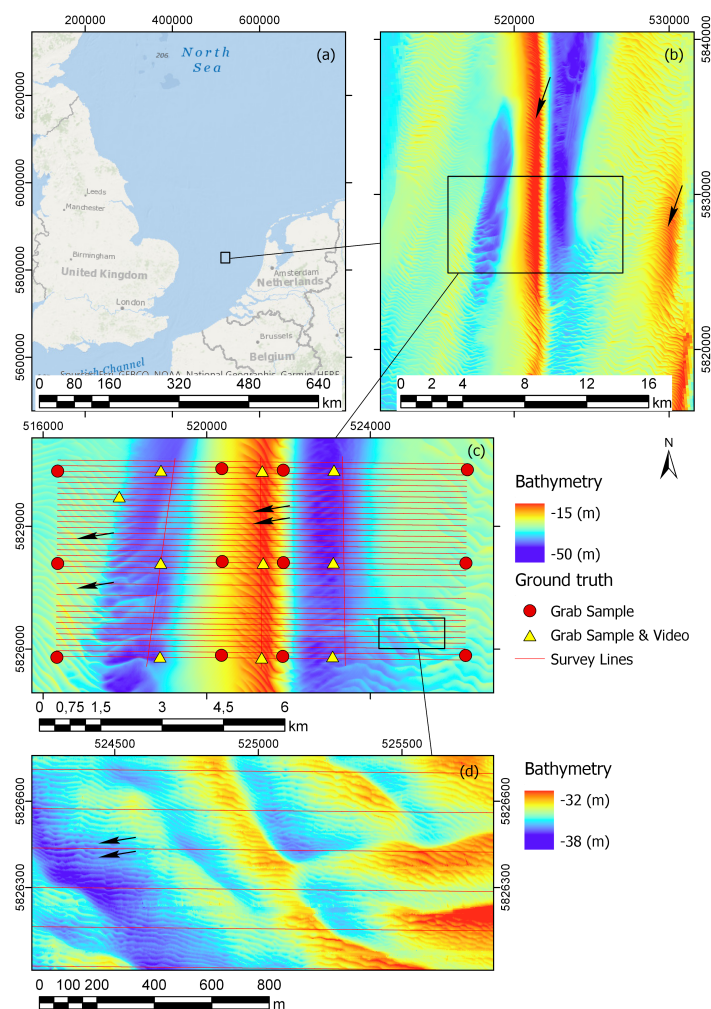 200000 400000 600000
6200000
6000000
5800000
5600000
(a)
North
Sea
206
Leeds
Manchester
Birmingham
United Kingdom
London
Amsterdam
Netherlands
Brussels
Belgium
0 80 160 320 480 640
km
520000 530000
5840000
5830000
5820000
(b)
0 2 4 8 12 16
km
N
516000 520000 524000
5829000
5826000
(c)
0 0,75 1,5 3 4,5 6
km
Bathymetry
-15 (m)
-50 (m)
Ground truth
Grab Sample
Grab Sample & Video
Survey Lines
524500 525000 525500
5826600
5826300
(d)
0 100 200 400 600 800
m
Bathymetry
-32 (m)
-38 (m)